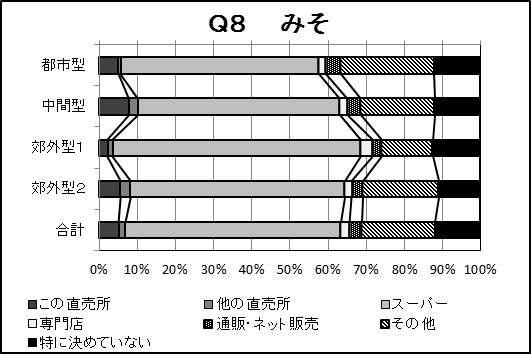 Q8 みそ
都市型
中間型
郊外型1
郊外型2
合計
0% 10% 20% 30% 40% 50% 60% 70% 80% 90% 100%
この直売所 他の直売所 スーパー
専門店 通販・ネット販売 その他
特に決めていない